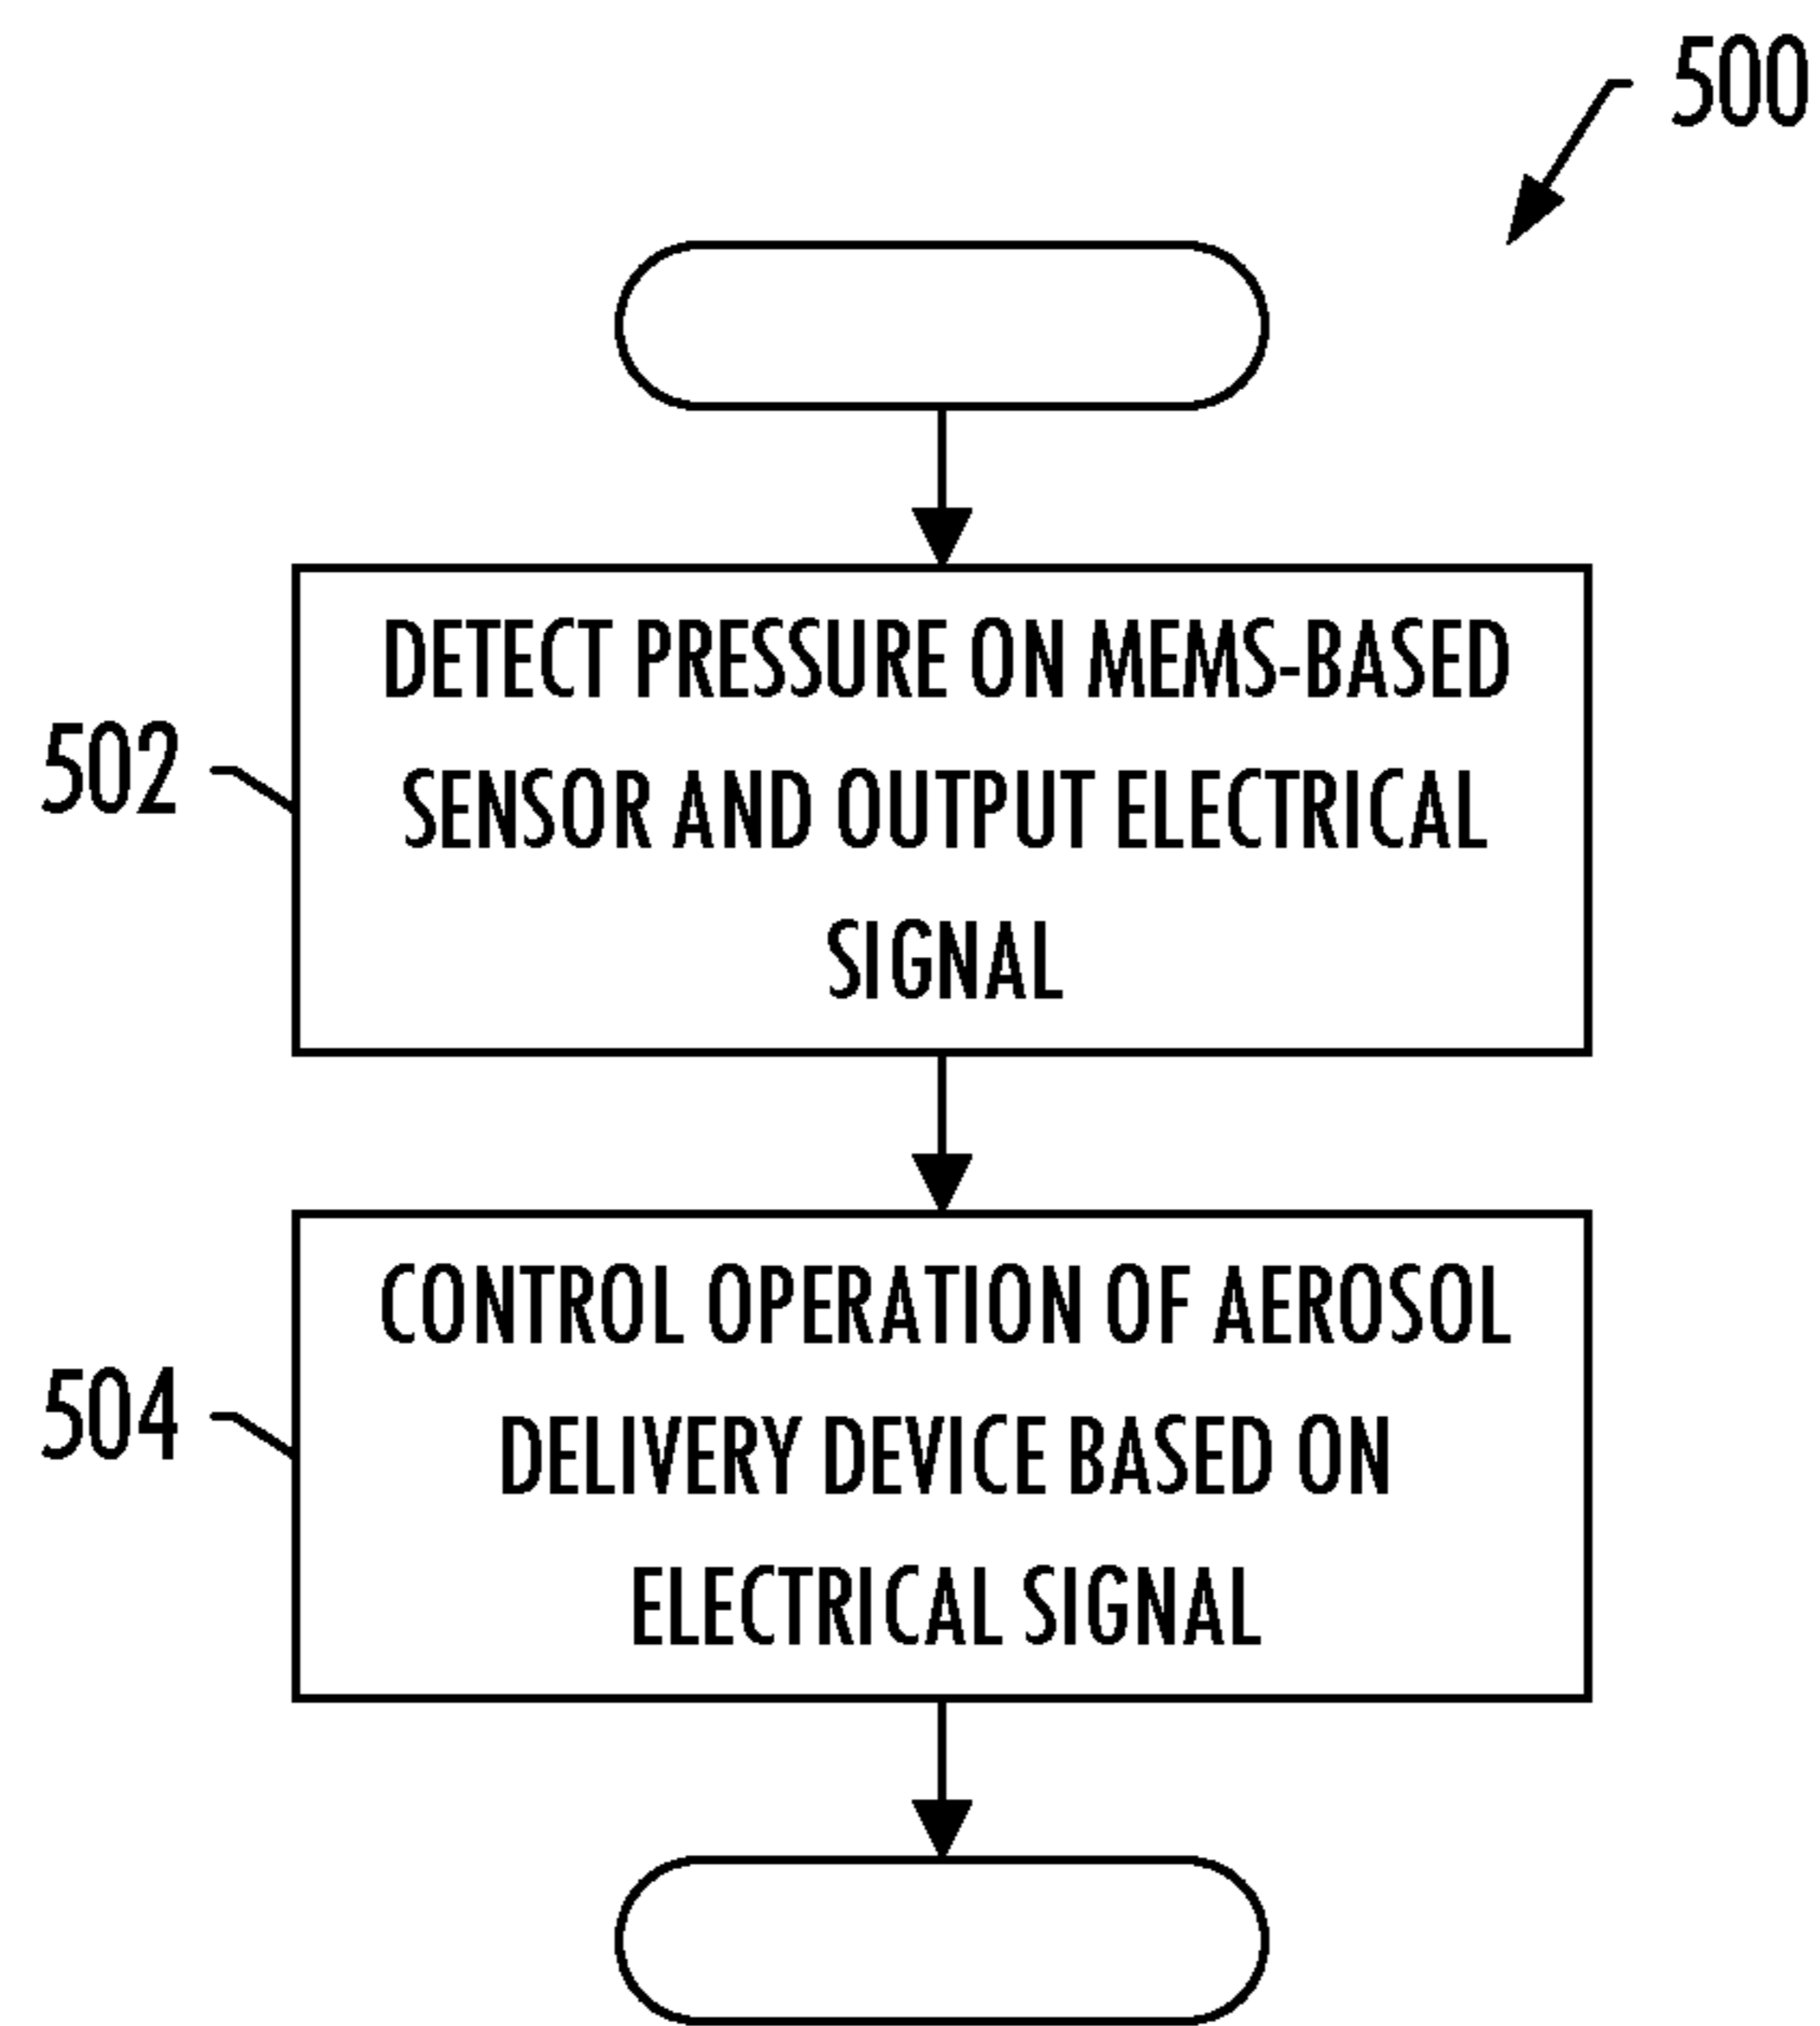 500
502
DETECT PRESSURE ON MEMS-BASED
SENSOR AND OUTPUT ELECTRICAL
SIGNAL
504
CONTROL OPERATION OF AEROSOL
DELIVERY DEVICE BASED ON
ELECTRICAL SIGNAL